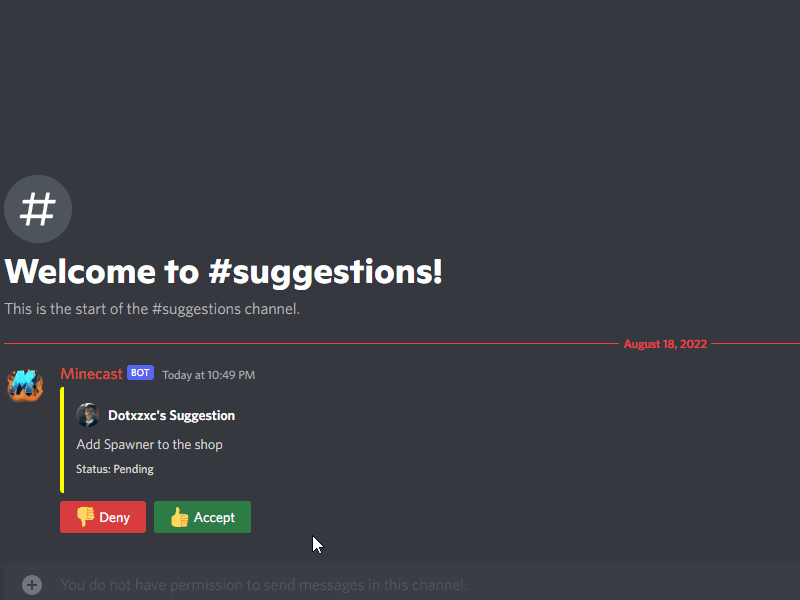 #
Welcome to #suggestions!
This is the start of the #suggestions channel.
August 18, 2022
Minecast BOT Today at 10:49 PM
Dotxzxc's Suggestion
Add Spawner to the shop
Status: Pending
Deny Accept
You do not have permission to send messages in this channel.